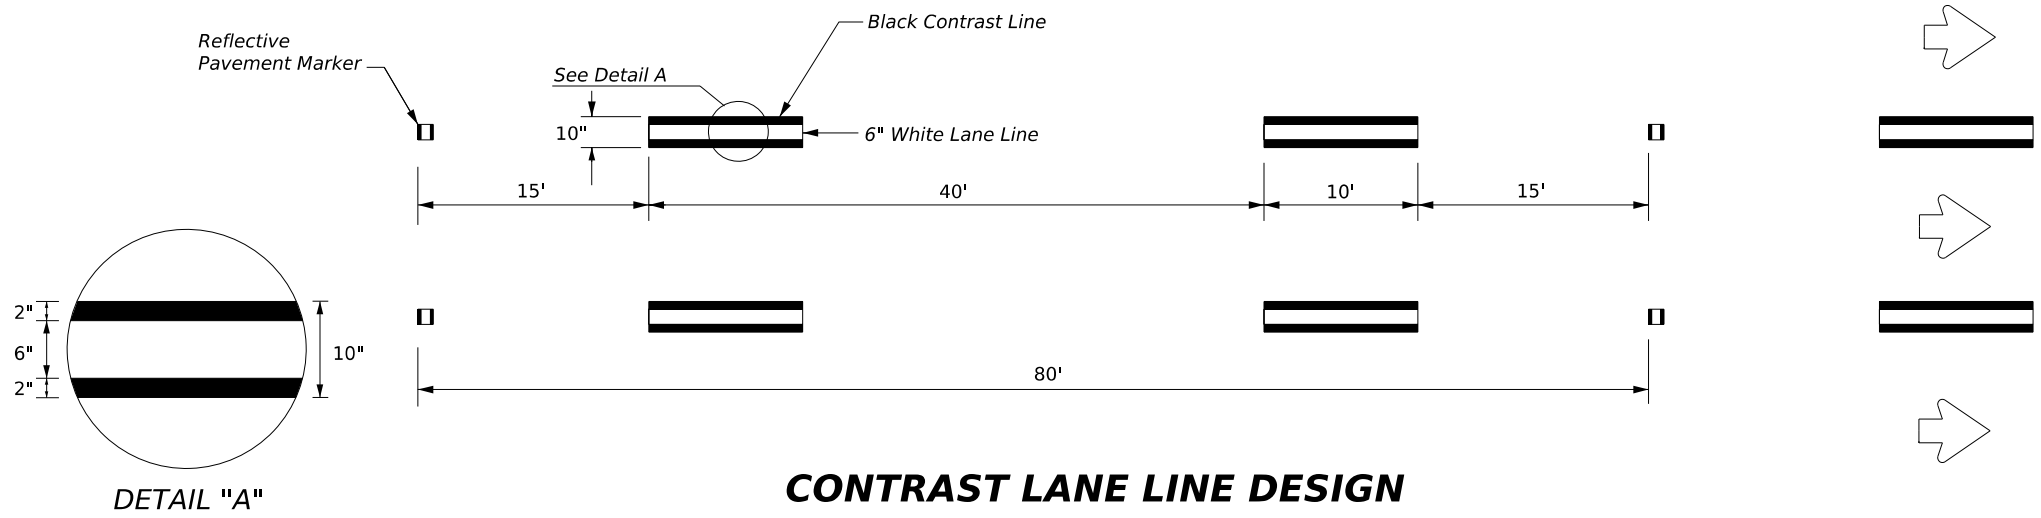 Reflective
Pavement Marker
Black Contrast Line
See Detail A
10"
6" White Lane Line
15'
40'
10'
15'
2"
6"
2"
10"
80'
DETAIL "A"
CONTRAST LANE LINE DESIGN